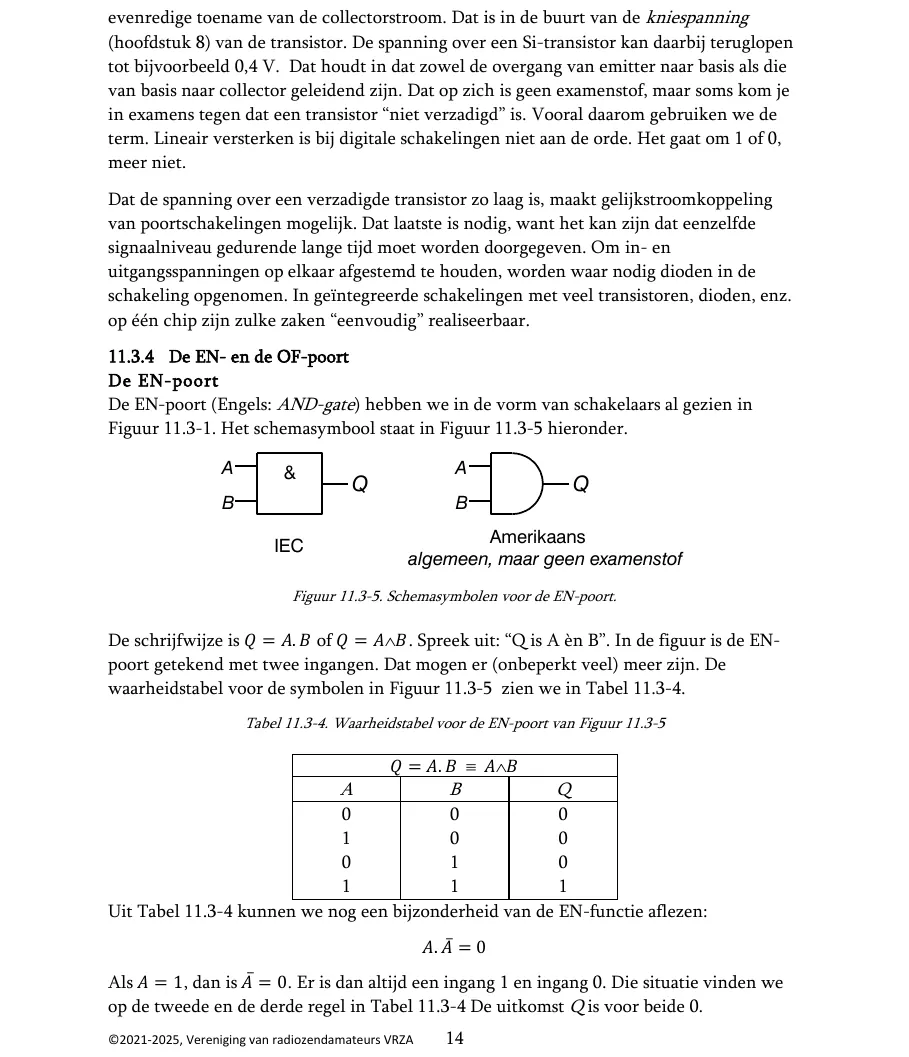 evenredige toename van de collectorstroom. Dat is in de buurt van de kniespanning
(hoofdstuk 8) van de transistor. De spanning over een Si-transistor kan daarbij teruglopen
tot bijvoorbeeld 0,4 V.  Dat houdt in dat zowel de overgang van emitter naar basis als die
van basis naar collector geleidend zijn. Dat op zich is geen examenstof, maar soms kom je
in examens tegen dat een transistor “niet verzadigd” is. Vooral daarom gebruiken we de
term. Lineair versterken is bij digitale schakelingen niet aan de orde. Het gaat om 1 of 0,
meer niet.
Dat de spanning over een verzadigde transistor zo laag is, maakt gelijkstroomkoppeling
van poortschakelingen mogelijk. Dat laatste is nodig, want het kan zijn dat eenzelfde
signaalniveau gedurende lange tijd moet worden doorgegeven. Om in- en
uitgangsspanningen op elkaar afgestemd te houden, worden waar nodig dioden in de
schakeling opgenomen. In geïntegreerde schakelingen met veel transistoren, dioden, enz.
op één chip zijn zulke zaken “eenvoudig” realiseerbaar.
11.3.4 De EN- en de OF-poort
De EN-poort
De EN-poort (Engels: AND-gate) hebben we in de vorm van schakelaars al gezien in
Figuur 11.3-1. Het schemasymbool staat in Figuur 11.3-5 hieronder.
A & Q A Q
B B
IEC Amerikaans
algemeen, maar geen examenstof
Figuur 11.3-5. Schemasymbolen voor de EN-poort.
De schrijfwijze is Q = A. B of Q = A∧B. Spreek uit: “Q is A èn B”. In de figuur is de EN-
poort getekend met twee ingangen. Dat mogen er (onbeperkt veel) meer zijn. De
waarheidstabel voor de symbolen in Figuur 11.3-5  zien we in Tabel 11.3-4.
Tabel 11.3-4. Waarheidstabel voor de EN-poort van Figuur 11.3-5
Q = A. B ≡ A∧B
A B Q
0 0 0
1 0 0
0 1 0
1 1 1
Uit Tabel 11.3-4 kunnen we nog een bijzonderheid van de EN-functie aflezen:
A. Ā = 0
Als A = 1, dan is Ā = 0. Er is dan altijd een ingang 1 en ingang 0. Die situatie vinden we
op de tweede en de derde regel in Tabel 11.3-4 De uitkomst Q is voor beide 0.
©2021-2025, Vereniging van radiozendamateurs VRZA 14